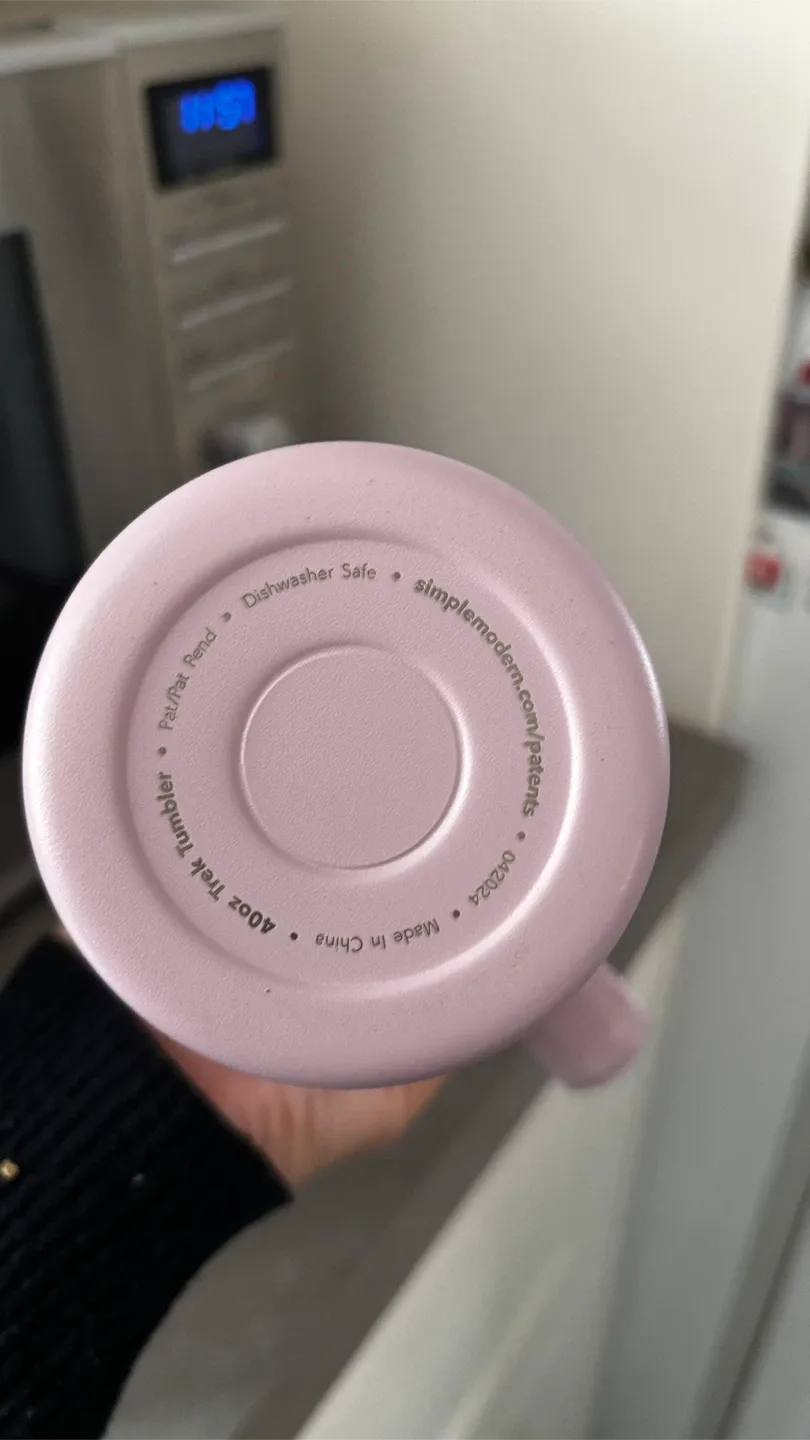 40oz Trek Tumbler • Pat/Pat Pend • Dishwasher Safe • simplemodern.com/patents • 042024 • Made In China •